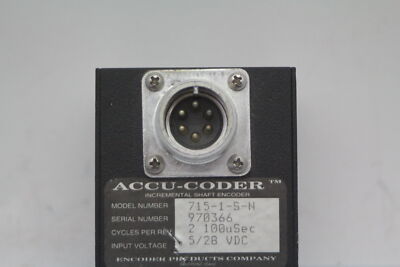 ACCU-CODER™
INCREMENTAL SHAFT ENCODER
MODEL NUMBER 715-1-S-N
SERIAL NUMBER 970366
CYCLES PER REV. 2 100uSec
INPUT VOLTAGE 5/28 VDC
ENCODER PRODUCTS COMPANY